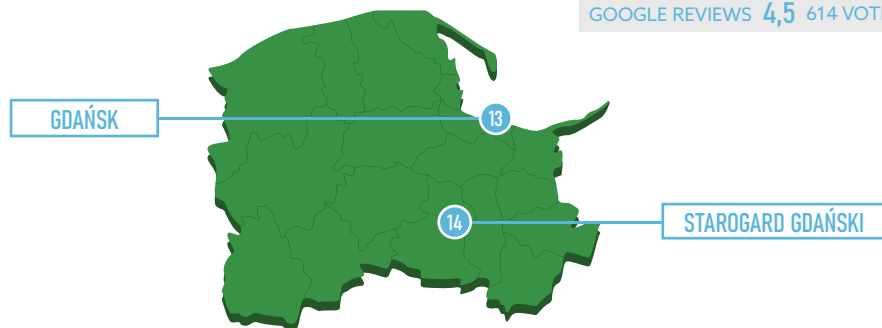 GOOGLE REVIEWS 4,5 614
GDAŃSK
13
14
STAROGARD GDAŃSKI